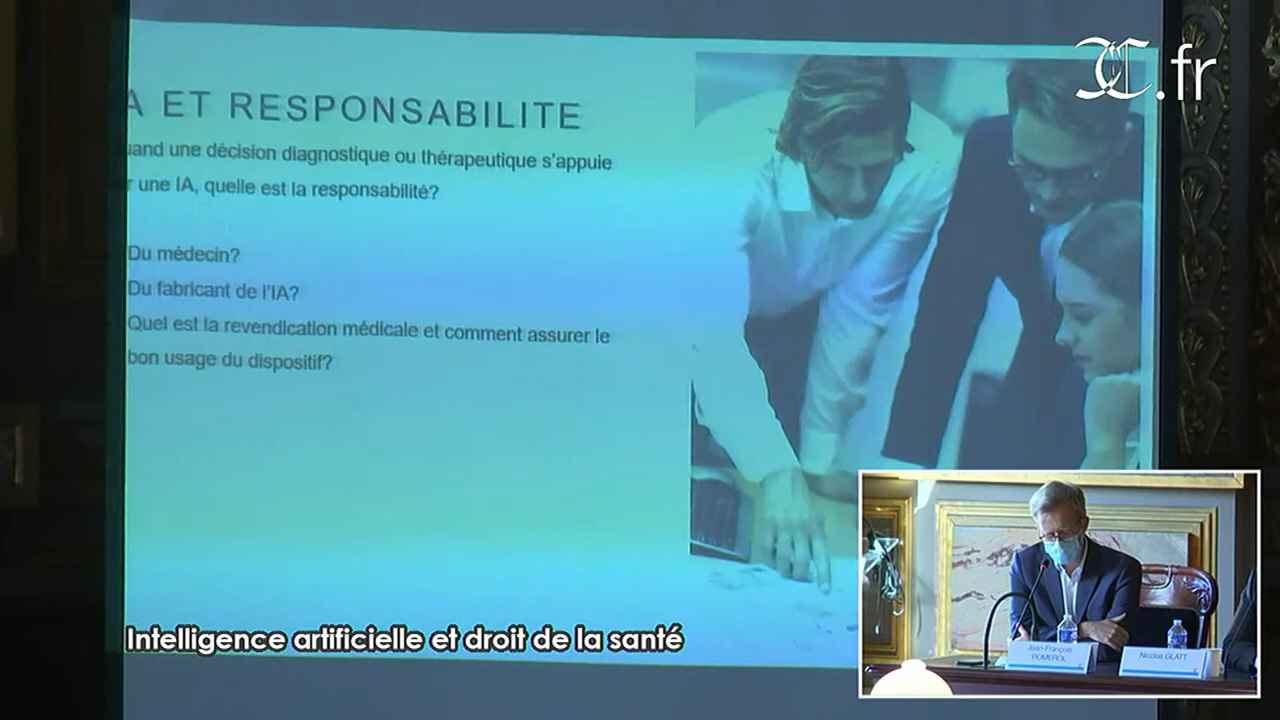 A ET RESPONSABILITE
uand une décision diagnostique ou thérapeutique s'appuie
r une IA, quelle est la responsabilité?
Du médecin?
Du fabricant de l'IA?
Quel est la revendication médicale et comment assurer le
bon usage du dispositif?
Intelligence artificielle et droit de la santé
.fr
Jean-François
POMEROL
Nicolas GLATT